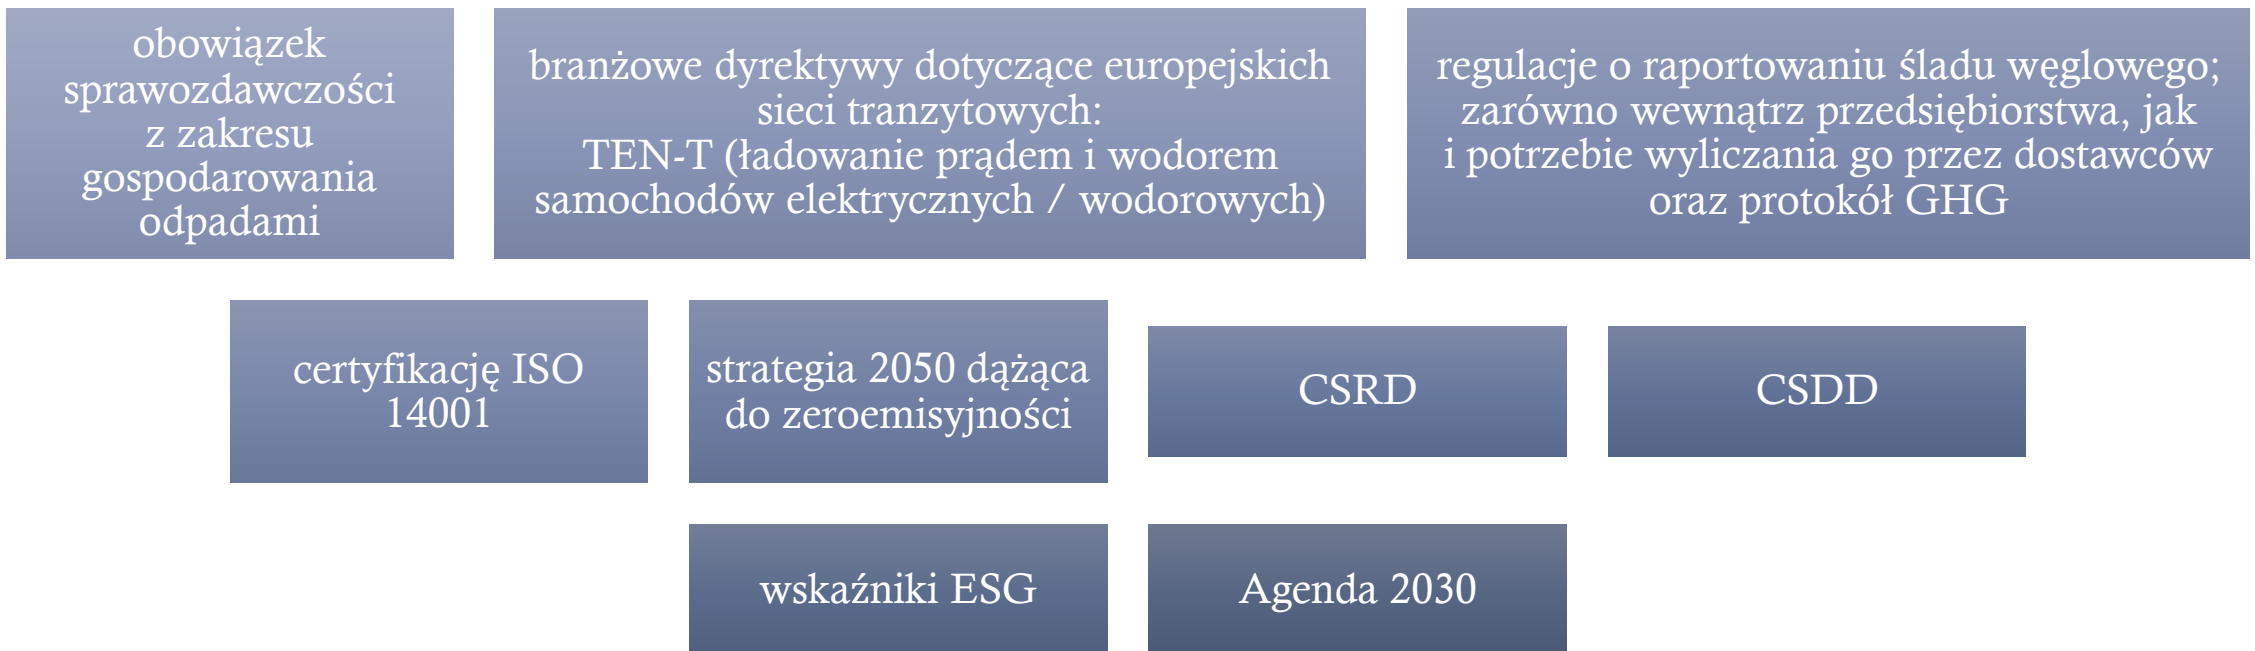 obowiązek
sprawozdawczości
z zakresu
gospodarowania
odpadami
branżowe dyrektywy dotyczące europejskich
sieci tranzytowych:
TEN-T (ładowanie prądem i wodorem
samochodów elektrycznych / wodorowych)
regulacje o raportowaniu śladu węglowego;
zarówno wewnątrz przedsiębiorstwa, jak
i potrzebie wyliczania go przez dostawców
oraz protokół GHG
certyfikację ISO
14001
strategia 2050 dążąca
do zeroemisyjności
CSRD
CSDD
wskaźniki ESG
Agenda 2030